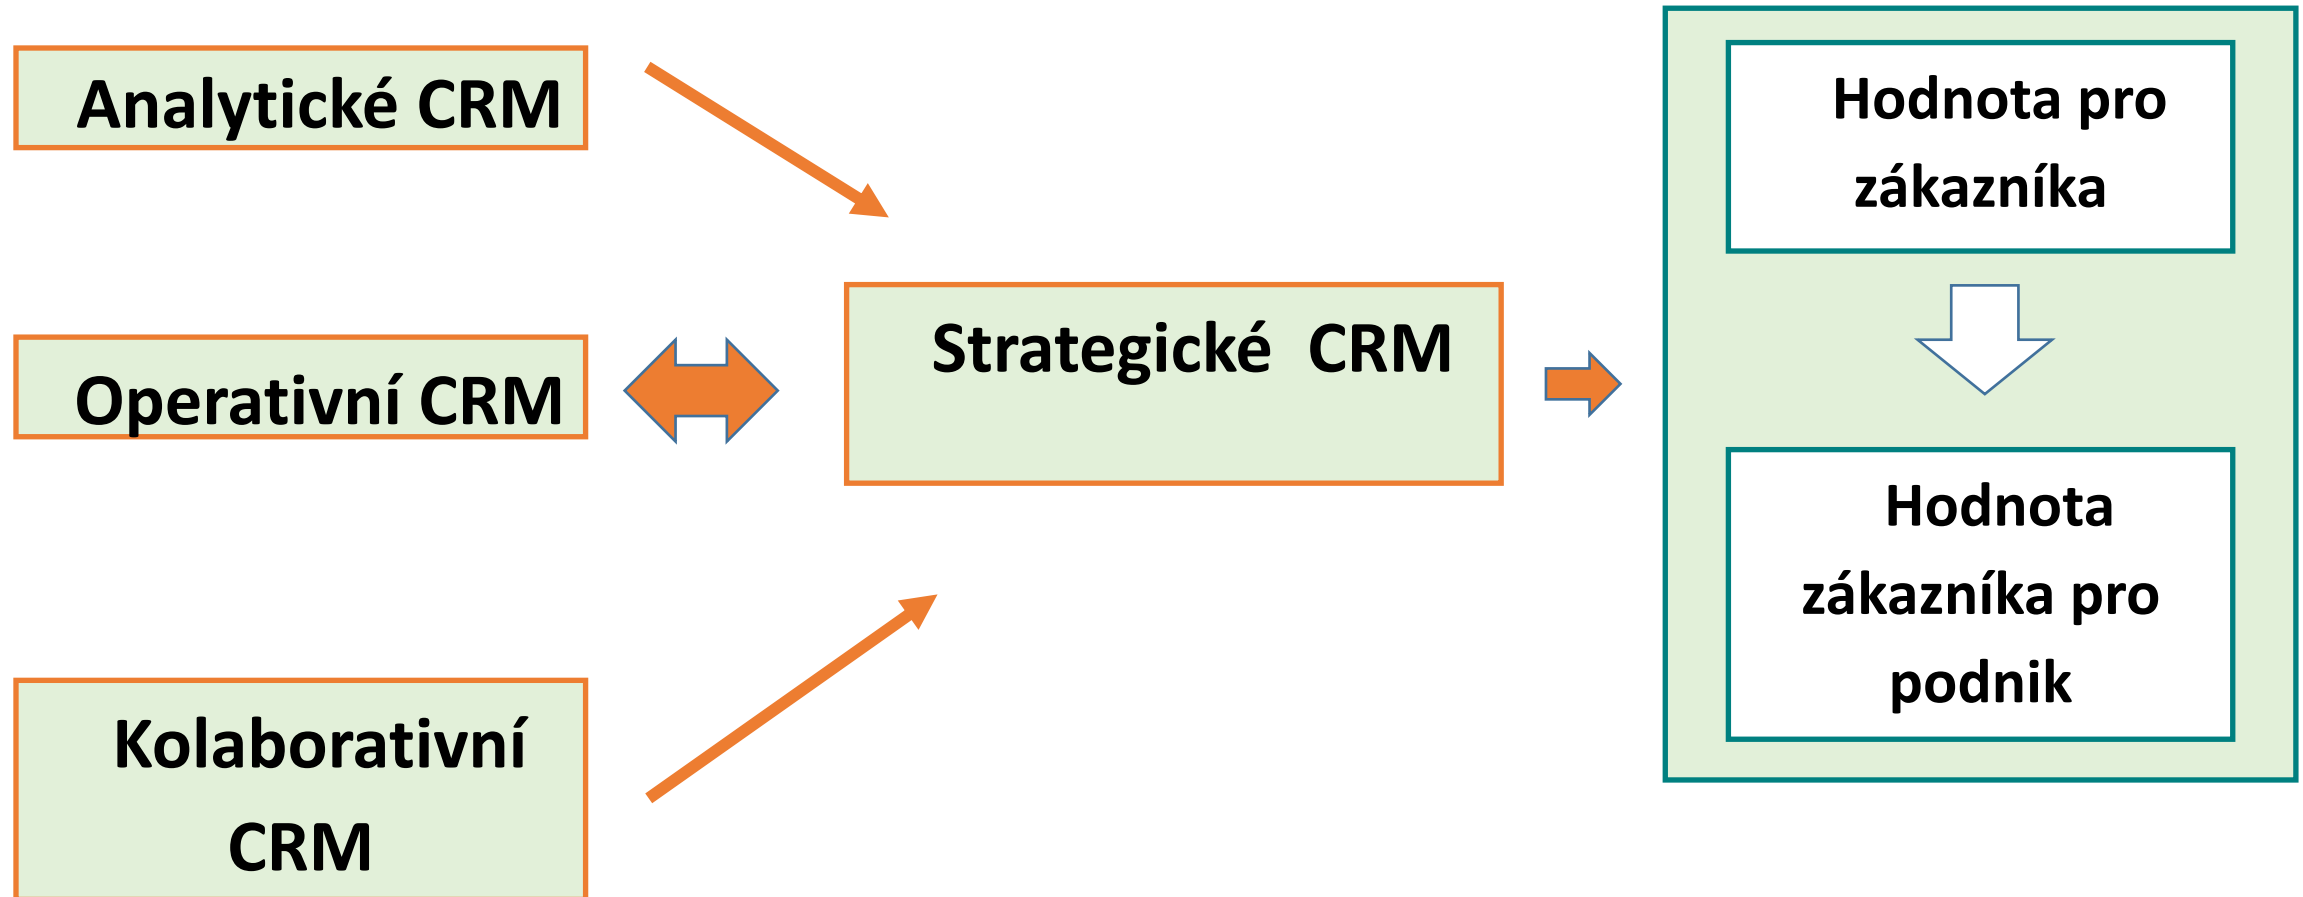 Analytické CRM
Operativní CRM
Kolaborativní
CRM
Strategické  CRM
Hodnota pro
zákazníka
Hodnota
zákazníka pro
podnik